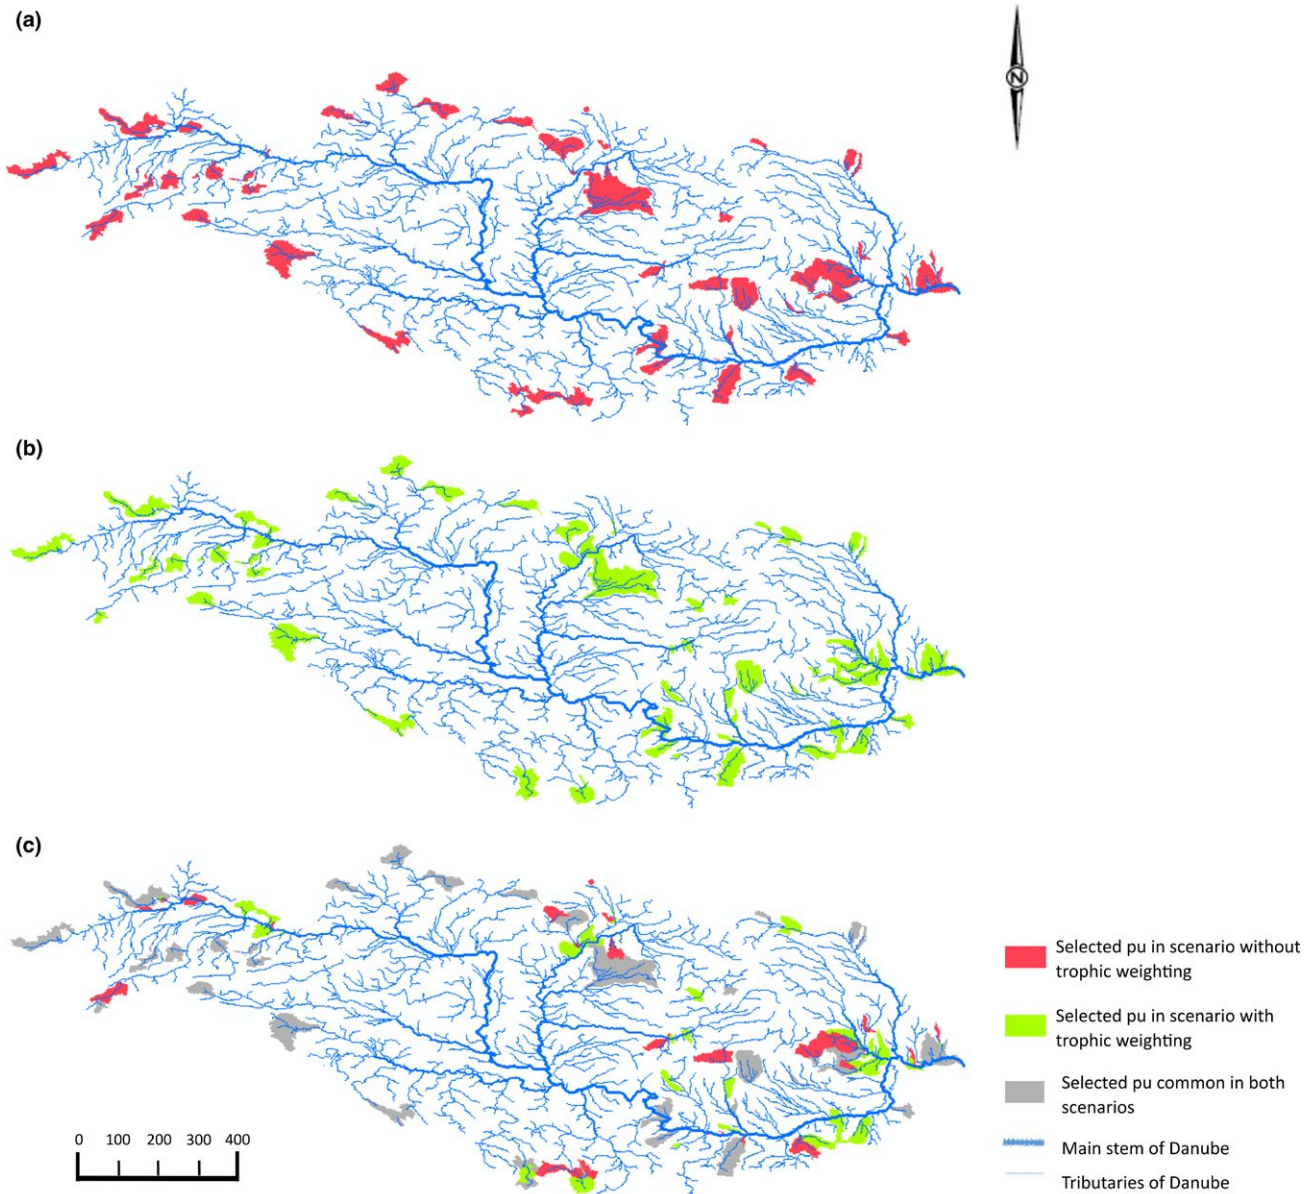 (a)
N
(b)
(c)
Selected pu in scenario without
trophic weighting
Selected pu in scenario with
trophic weighting
Selected pu common in both
scenarios
Main stem of Danube
Tributaries of Danube
0 100 200 300 400